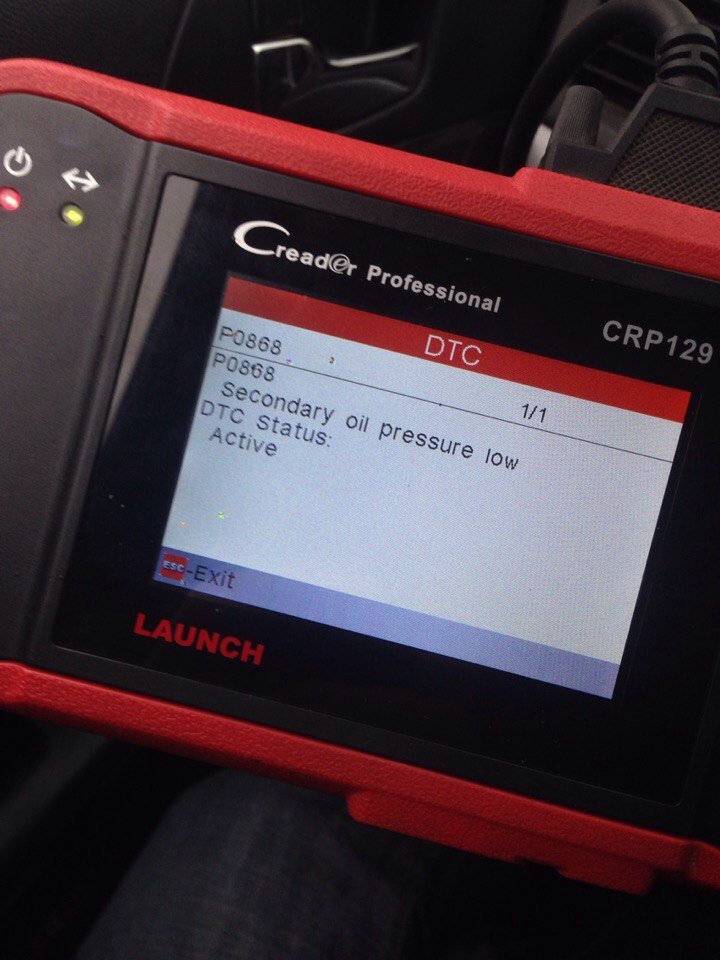 Creader Professional
CRP129
DTC
P0868
1/1
P0868
Secondary oil pressure low
DTC Status:
Active
ESC-Exit
LAUNCH